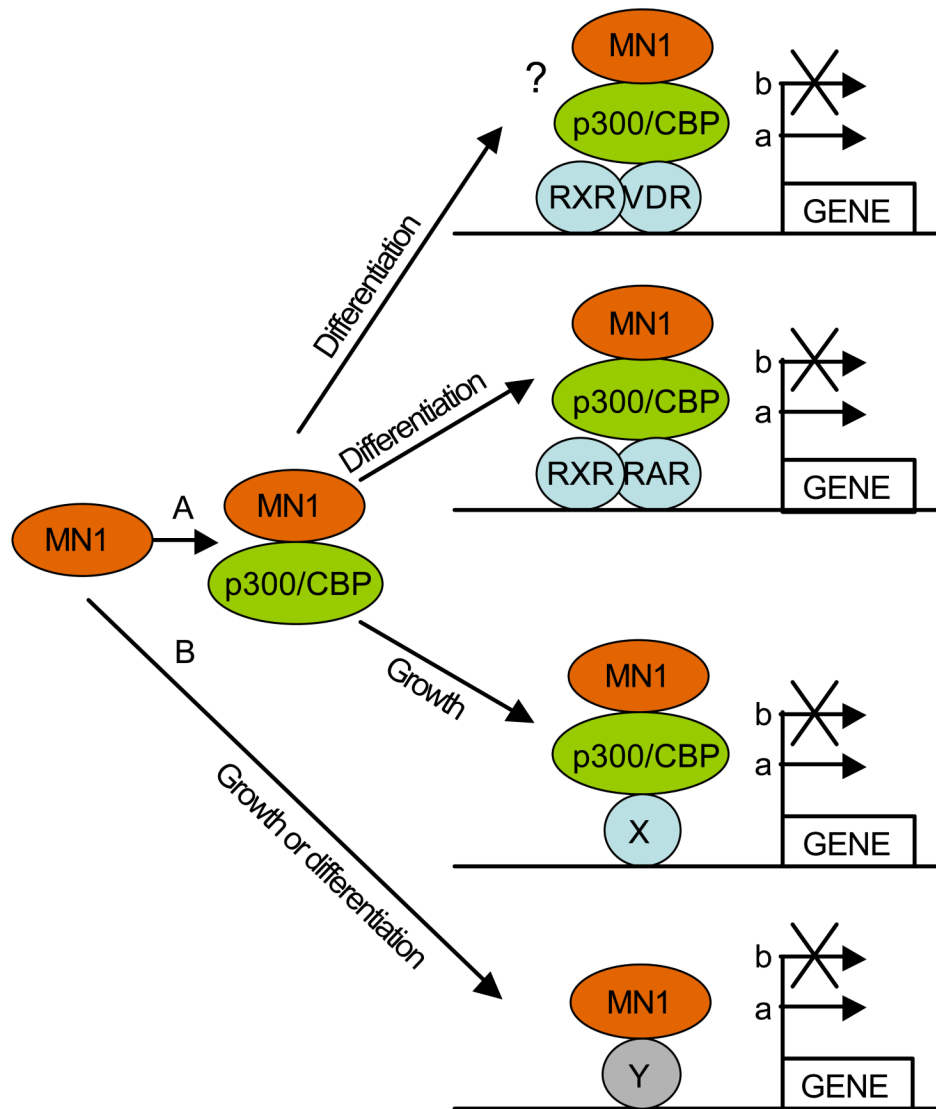 MN1
?
p300/CBP
RXR VDR
b
a
GENE
Differentiation
MN1
p300/CBP
RXR RAR
b
a
GENE
Differentiation
MN1
A
MN1
p300/CBP
B
Growth
MN1
p300/CBP
X
b
a
GENE
Growth or differentiation
MN1
Y
b
a
GENE